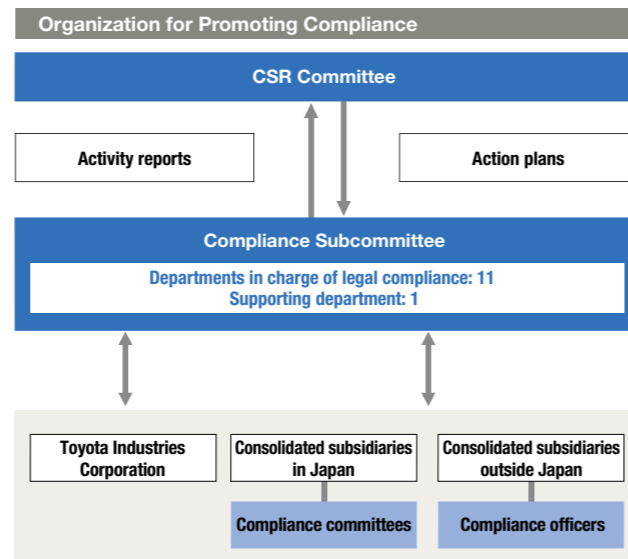 Organization for Promoting Compliance
CSR Committee
Activity reports
Action plans
Compliance Subcommittee
Departments in charge of legal compliance: 11
Supporting department: 1
Toyota Industries
Corporation
Consolidated subsidiaries
in Japan
Consolidated subsidiaries
outside Japan
Compliance committees
Compliance officers